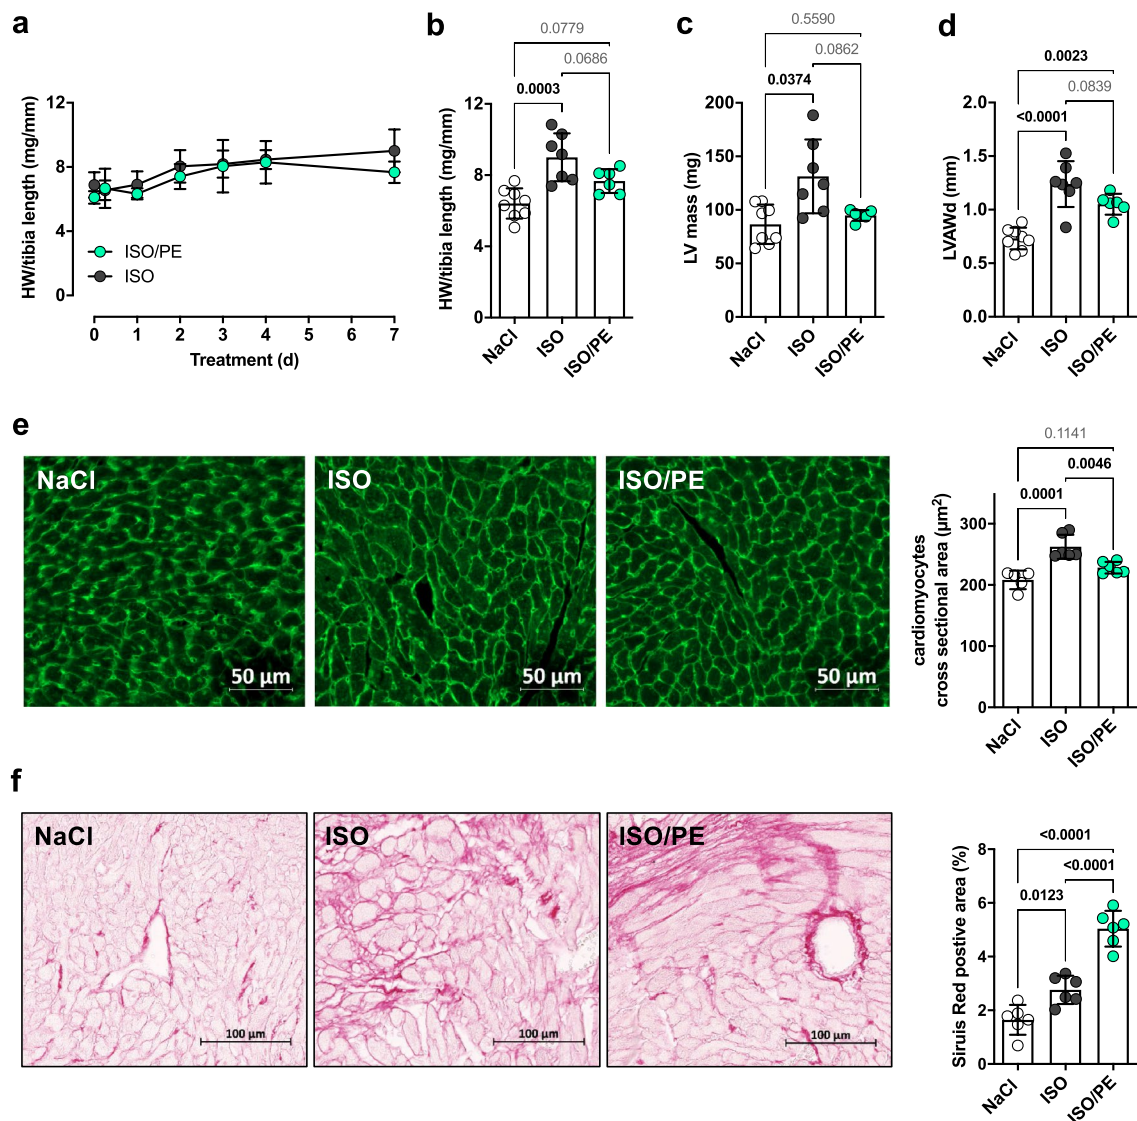 a
HW/tibia length (mg/mm)
12
8
4
0
ISO/PE
ISO
0
1
2
3
4
5
6
7
Treatment (d)
b
0.0779
0.0686
0.0003
HW/tibia length (mg/mm)
12
8
4
0
NaCl
ISO
ISO/PE
c
0.5590
0.0862
0.0374
LV mass (mg)
200
150
100
50
0
NaCl
ISO
ISO/PE
d
0.0023
0.0839
<0.0001
LVAWd (mm)
2.0
1.5
1.0
0.5
0.0
NaCl
ISO
ISO/PE
e
NaCl
50 µm
ISO
50 µm
ISO/PE
50 µm
0.1141
0.0046
0.0001
cardiomyocytes
cross sectional area (µm²)
300
200
100
0
NaCl
ISO
ISO/PE
f
NaCl
100 µm
ISO
100 µm
ISO/PE
100 µm
<0.0001
<0.0001
0.0123
Siruis Red postive area (%)
8
6
4
2
0
NaCl
ISO
ISO/PE